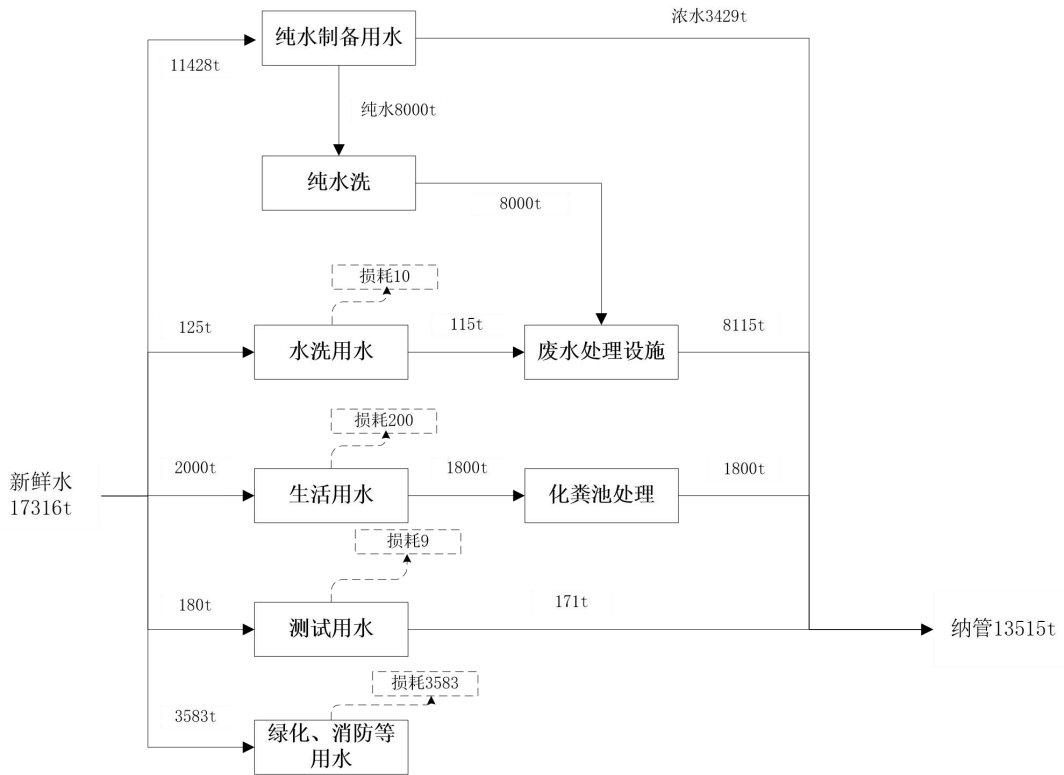 浓水3429t
纯水制备用水
11428t
纯水8000t
纯水洗
8000t
损耗10
125t
115t
8115t
水洗用水
废水处理设施
损耗200
2000t
1800t
1800t
新鲜水
17316t
生活用水
化粪池处理
损耗9
180t
171t
测试用水
纳管13515t
损耗3583
3583t
绿化、消防等
用水